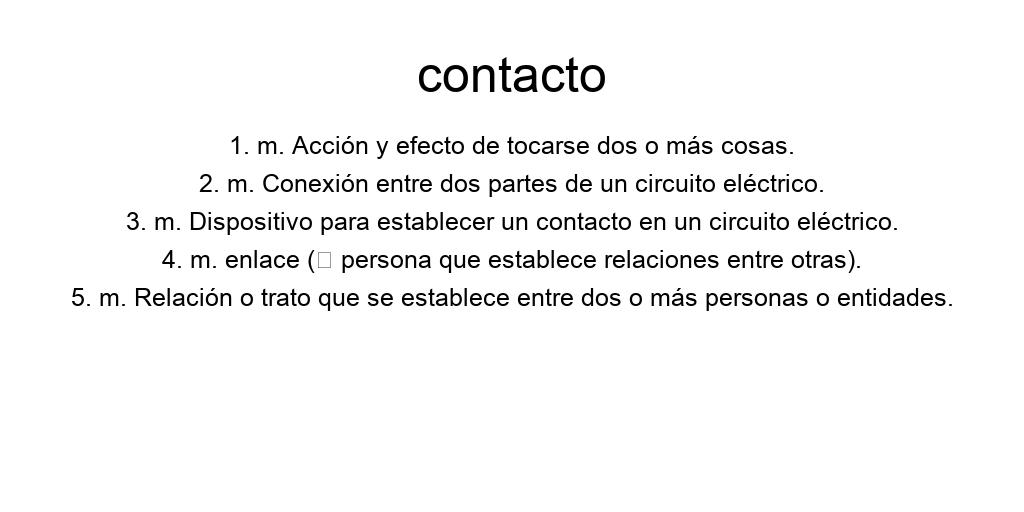 contacto
1. m. Acción y efecto de tocarse dos o más cosas.
2. m. Conexión entre dos partes de un circuito eléctrico.
3. m. Dispositivo para establecer un contacto en un circuito eléctrico.
4. m. enlace (□ persona que establece relaciones entre otras).
5. m. Relación o trato que se establece entre dos o más personas o entidades.